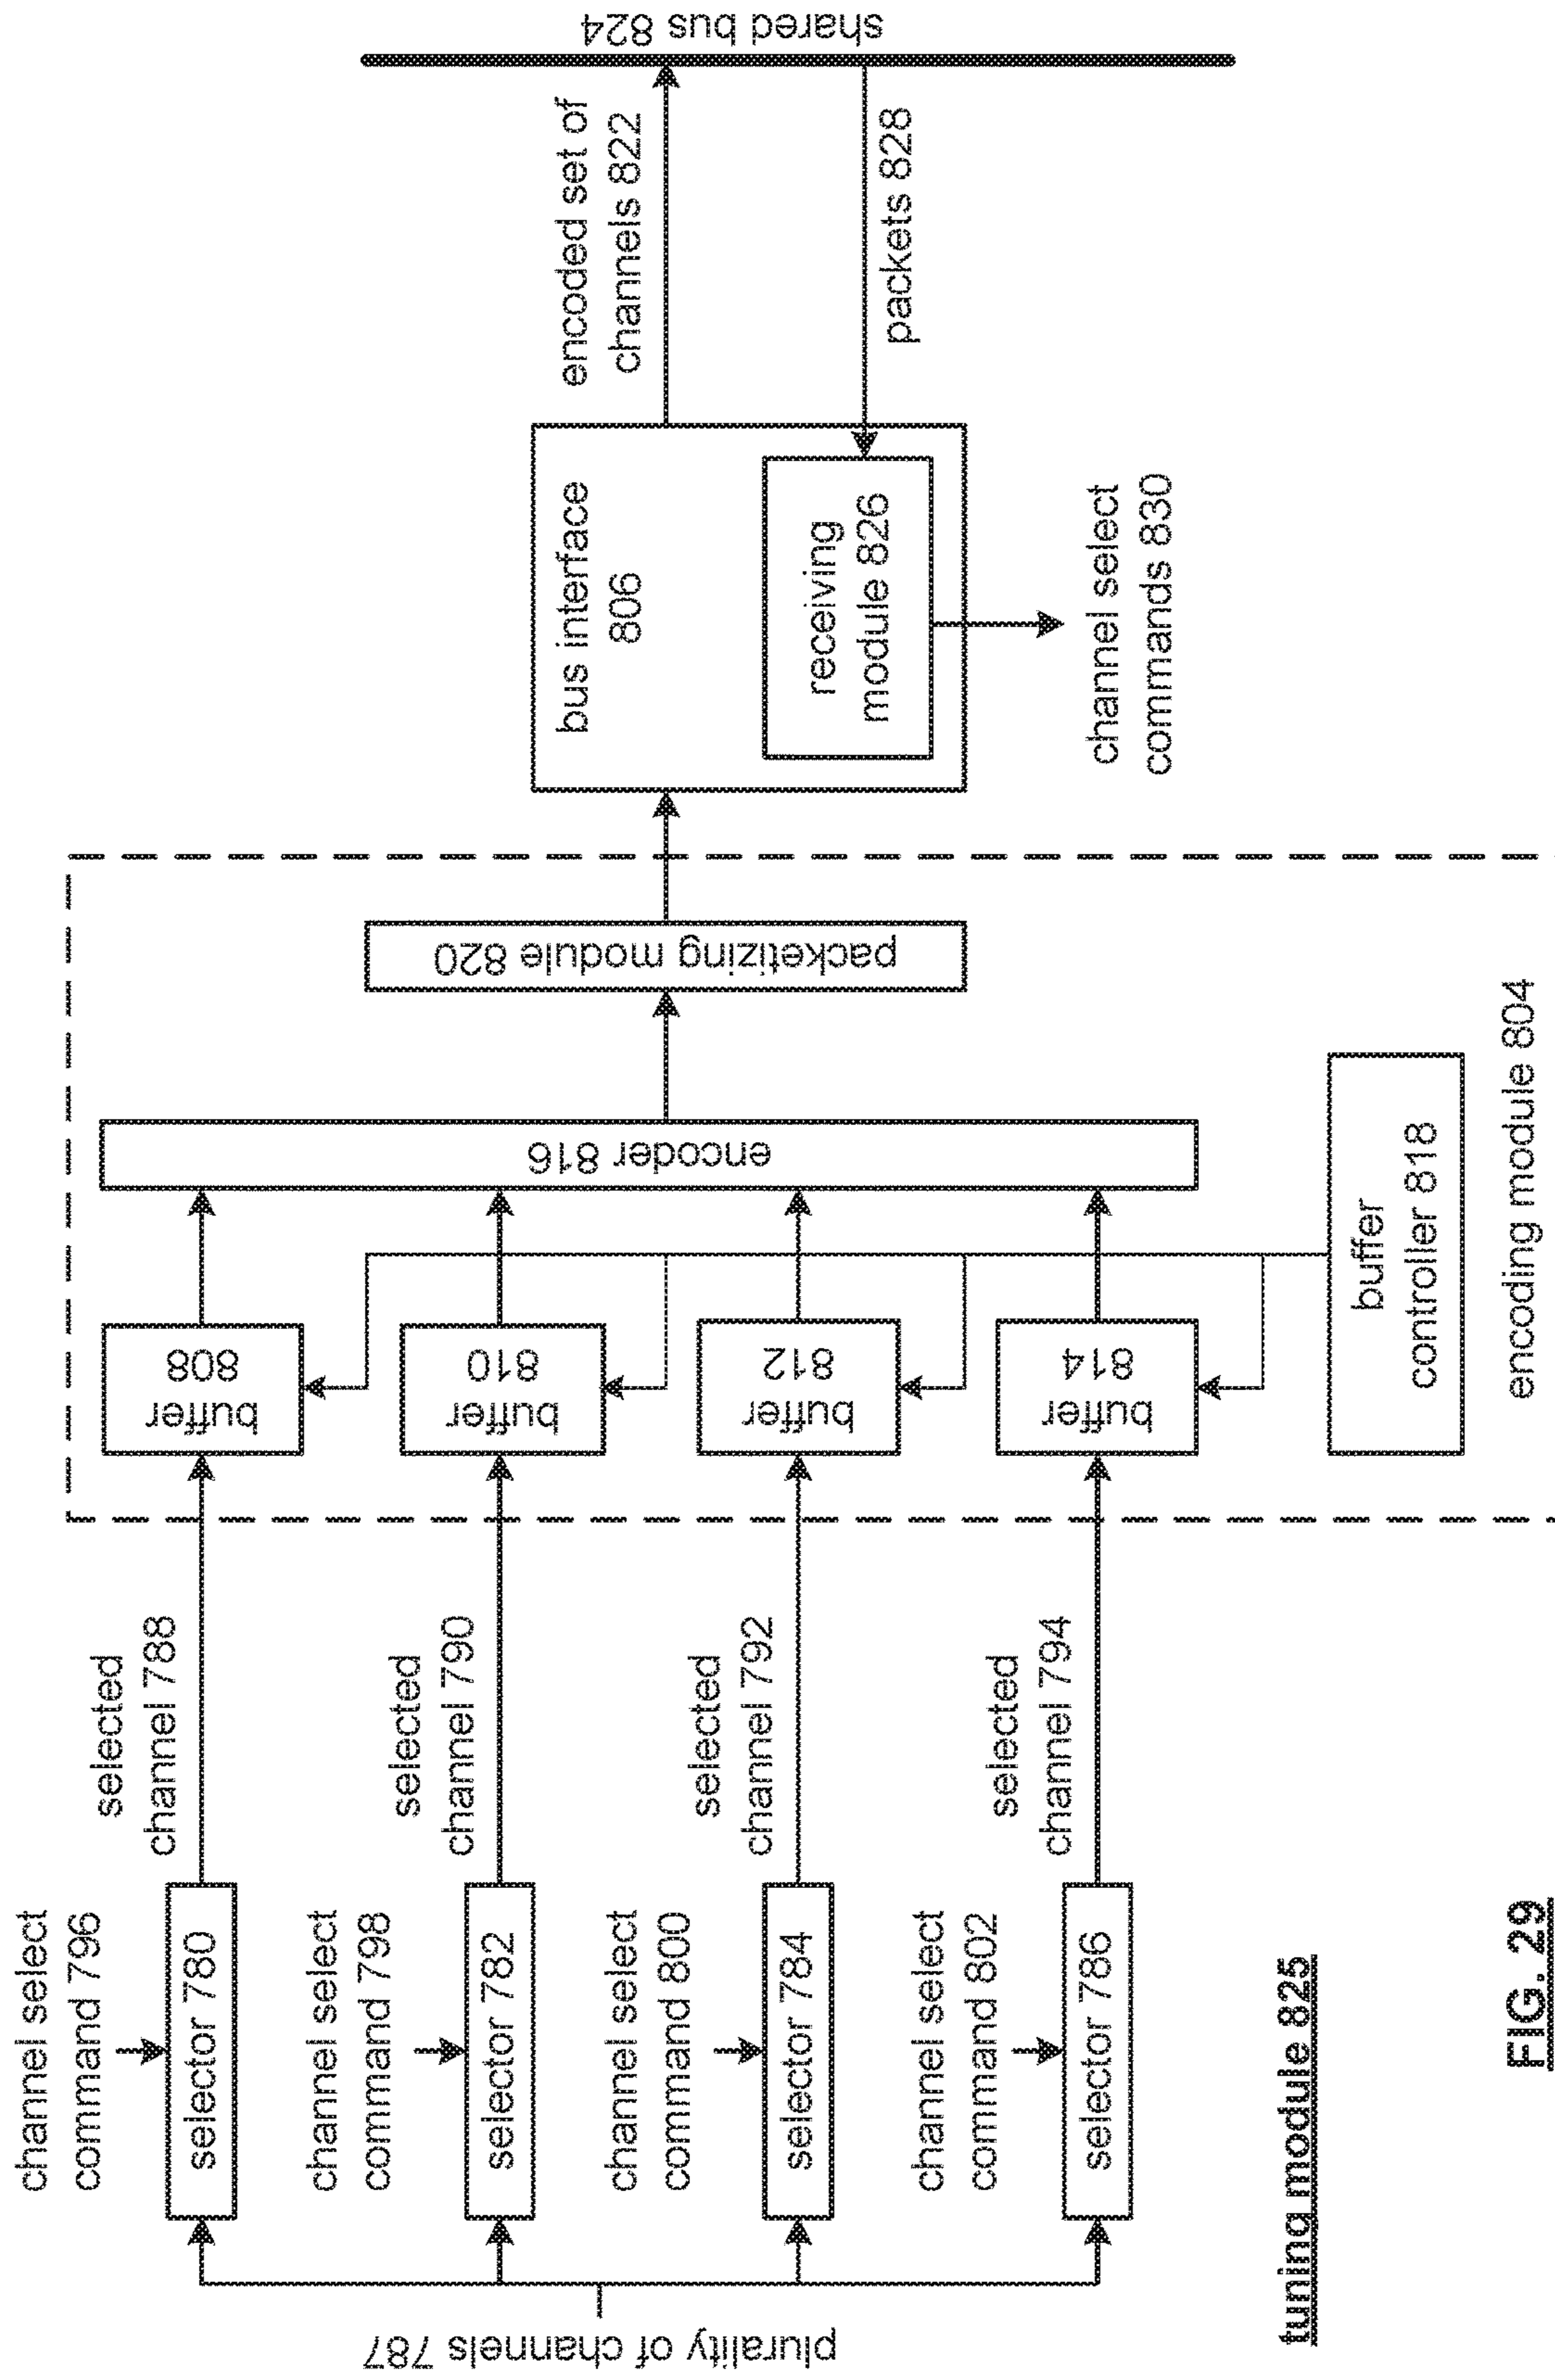 channel select
command 796
selector 780
selected
channel 788
buffer
808
channel select
command 798
selector 782
selected
channel 790
buffer
810
channel select
command 800
selector 784
selected
channel 792
buffer
812
channel select
command 802
selector 786
selected
channel 794
buffer
814
plurality of channels 787
encoder 816
packetizing module 820
buffer
controller 818
encoding module 804
bus interface
806
receiving
module 826
channel select
commands 830
encoded set of
channels 822
packets 828
shared bus 824
tuning module 825
FIG. 29